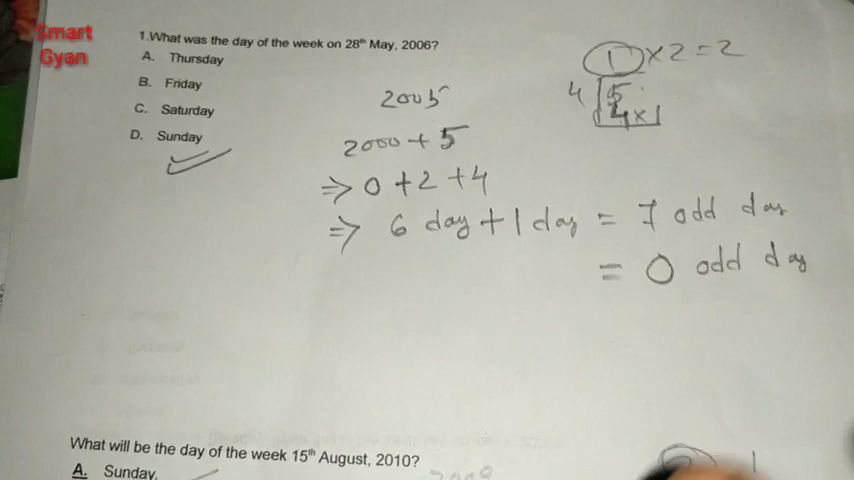 Smart
Gyan
1.What was the day of the week on 28th May, 2006?
A. Thursday
B. Friday
C. Saturday
D. Sunday
1 × 2 = 2
4 5
4 × 1
2005
2000 + 5
⇒ 0 + 2 + 4
⇒ 6 day + 1 day = 7 odd day
= 0 odd day
What will be the day of the week 15th August, 2010?
A. Sunday,